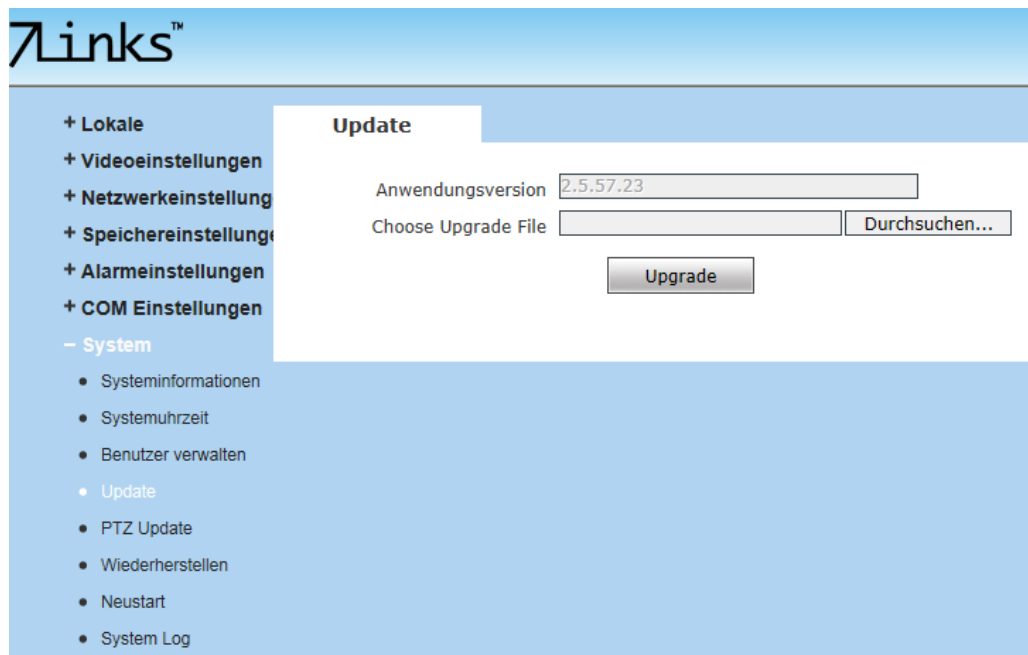 7Links™
+ Lokale
+ Videoeinstellungen
+ Netzwerkeinstellung
+ Speichereinstellunge
+ Alarmeinstellungen
+ COM Einstellungen
– System
• Systeminformationen
• Systemuhrzeit
• Benutzer verwalten
• Update
• PTZ Update
• Wiederherstellen
• Neustart
• System Log
Update
Anwendungsversion 2.5.57.23
Choose Upgrade File Durchsuchen...
Upgrade